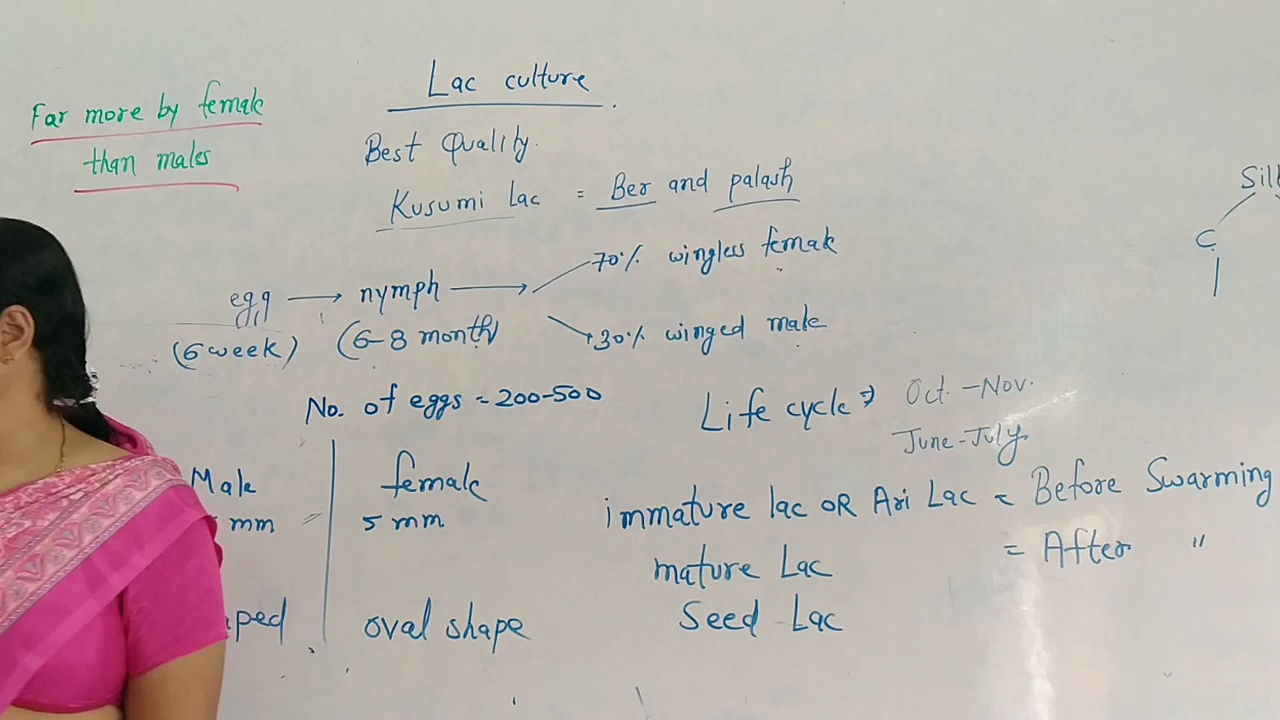 Far more by female
than males
Lac culture
Best Quality.
Kusumi Lac = Ber and palash
egg → nymph →
70% wingless female
30% winged male
(6 week) (6-8 month)
No. of eggs = 200-500
Life cycle ⇒ Oct. - Nov.
June - July
Male female
mm 5 mm
oval shape
immature lac OR Ari Lac = Before Swarming
mature Lac = After "
Seed Lac
C